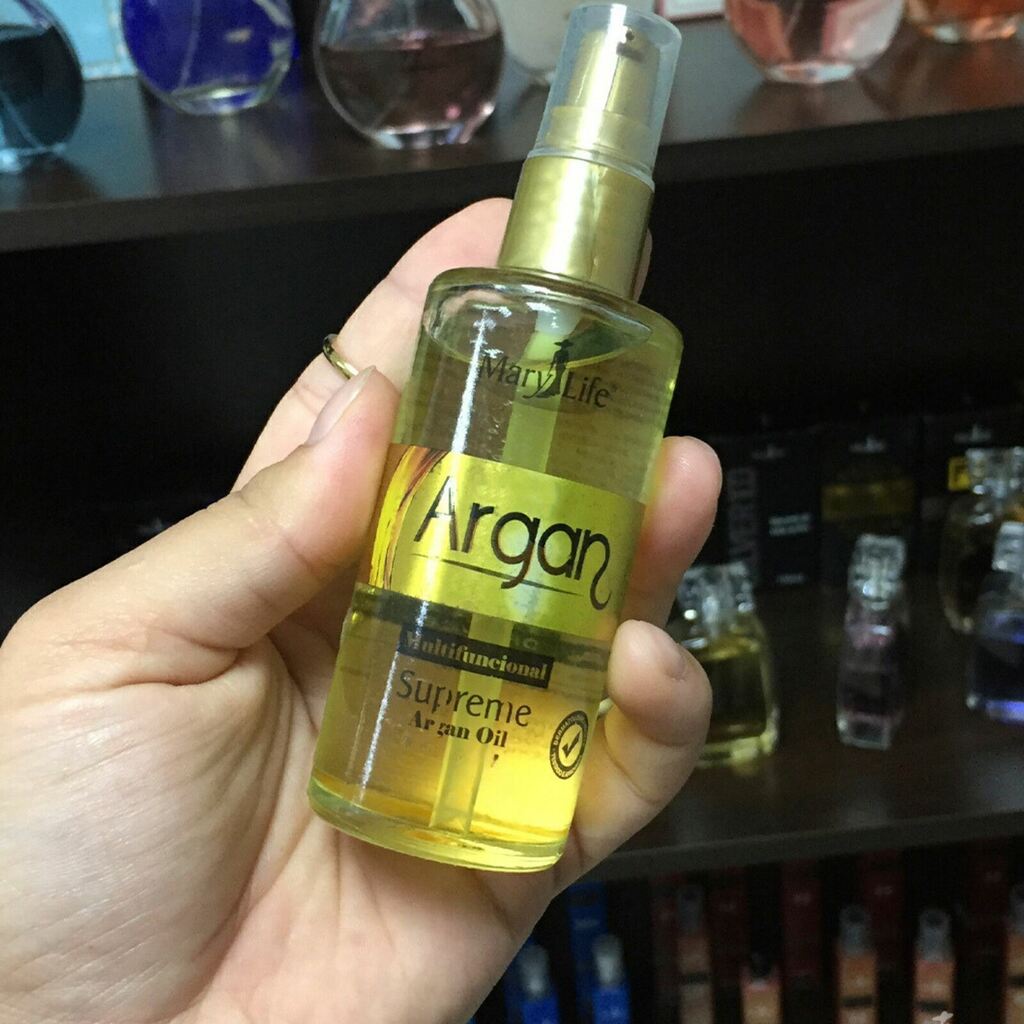 Mary Life
Argan
Multifuncional
Supreme
Argan Oil